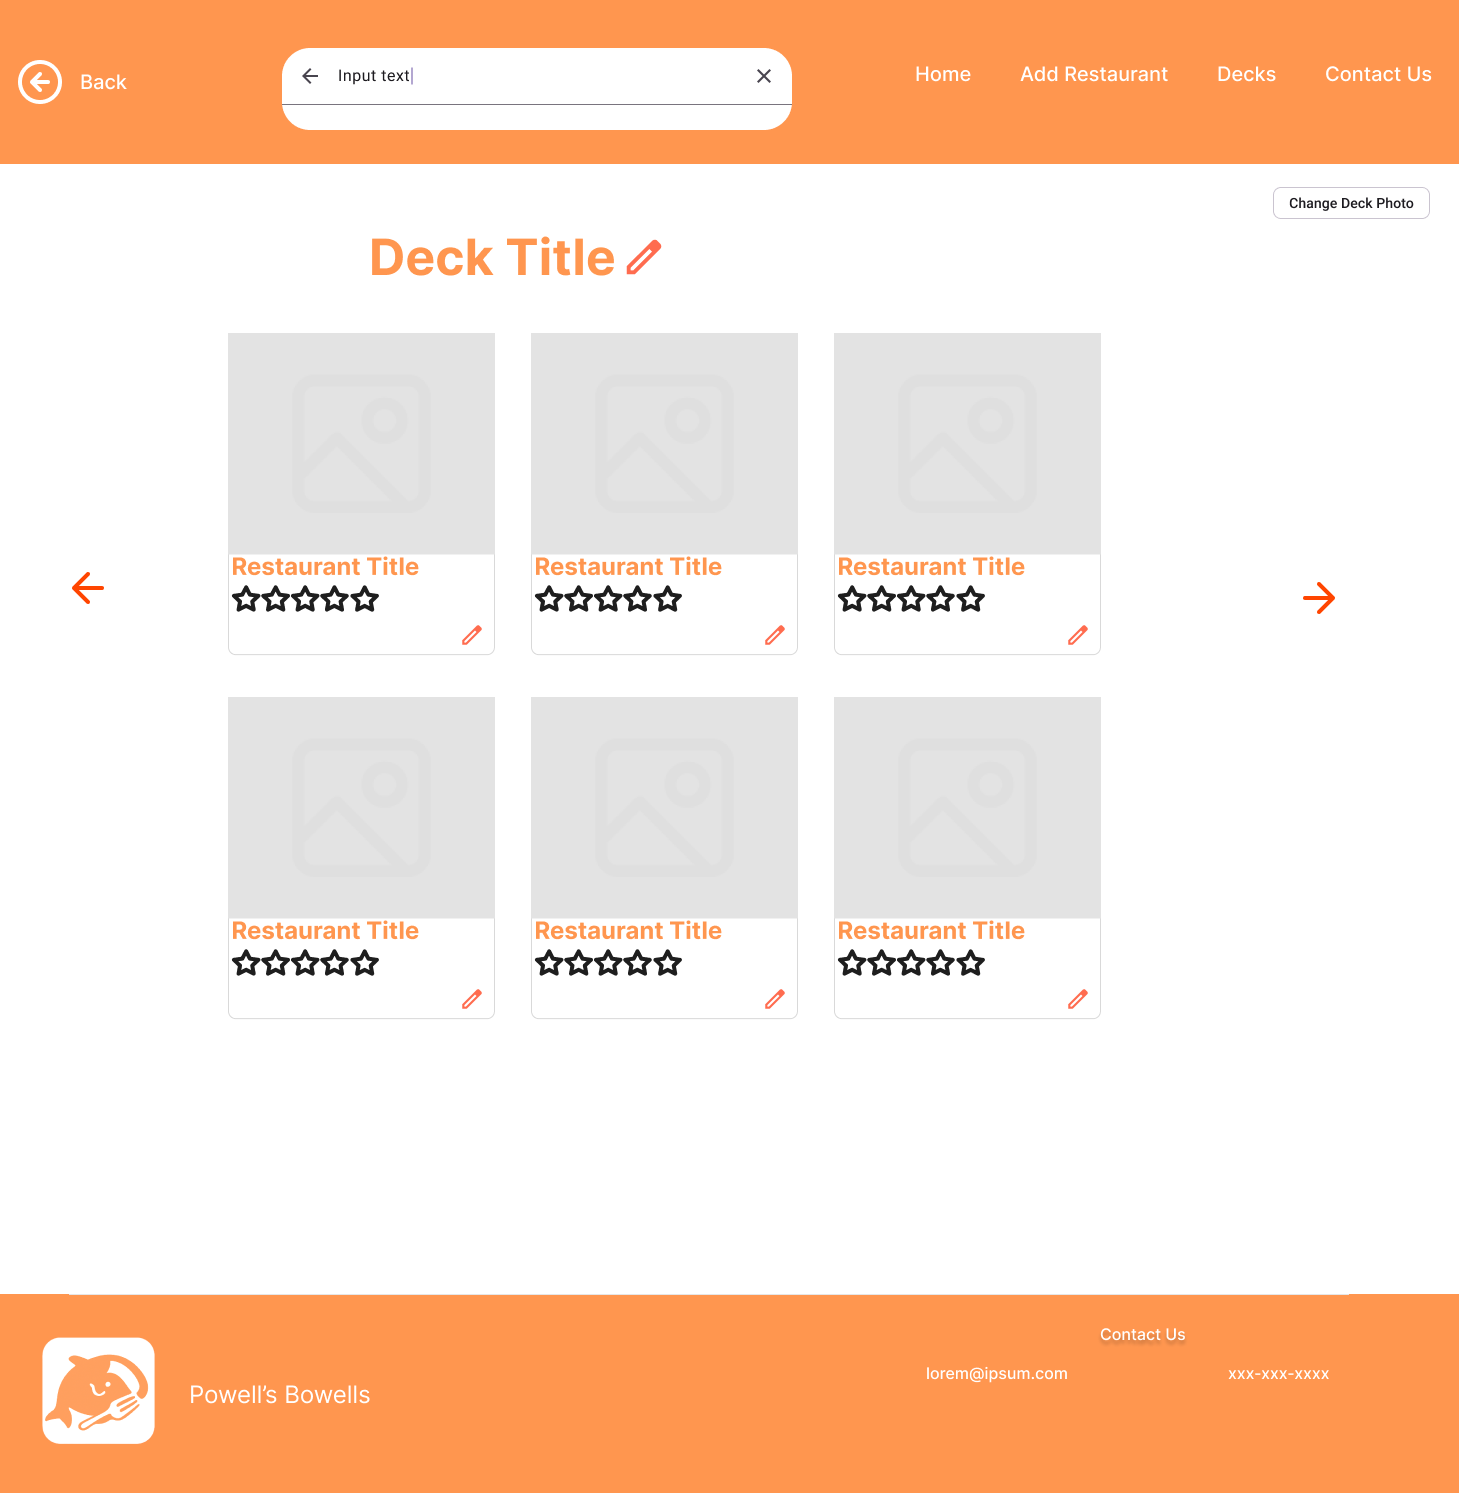 Back
Input text
Home
Add Restaurant
Decks
Contact Us
Change Deck Photo
Deck Title
Restaurant Title
Restaurant Title
Restaurant Title
Restaurant Title
Restaurant Title
Restaurant Title
Contact Us
lorem@ipsum.com
xxx-xxx-xxxx
Powell’s Bowells